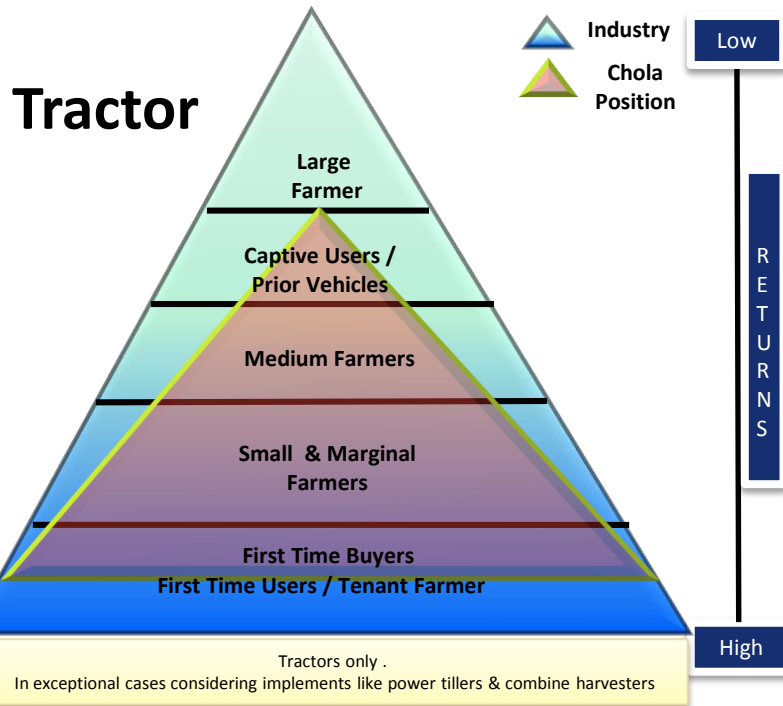 Tractor
Industry
Chola
Position
Low
RETURNS
High
Large
Farmer
Captive Users /
Prior Vehicles
Medium Farmers
Small & Marginal
Farmers
First Time Buyers
First Time Users / Tenant Farmer
Tractors only .
In exceptional cases considering implements like power tillers & combine harvesters